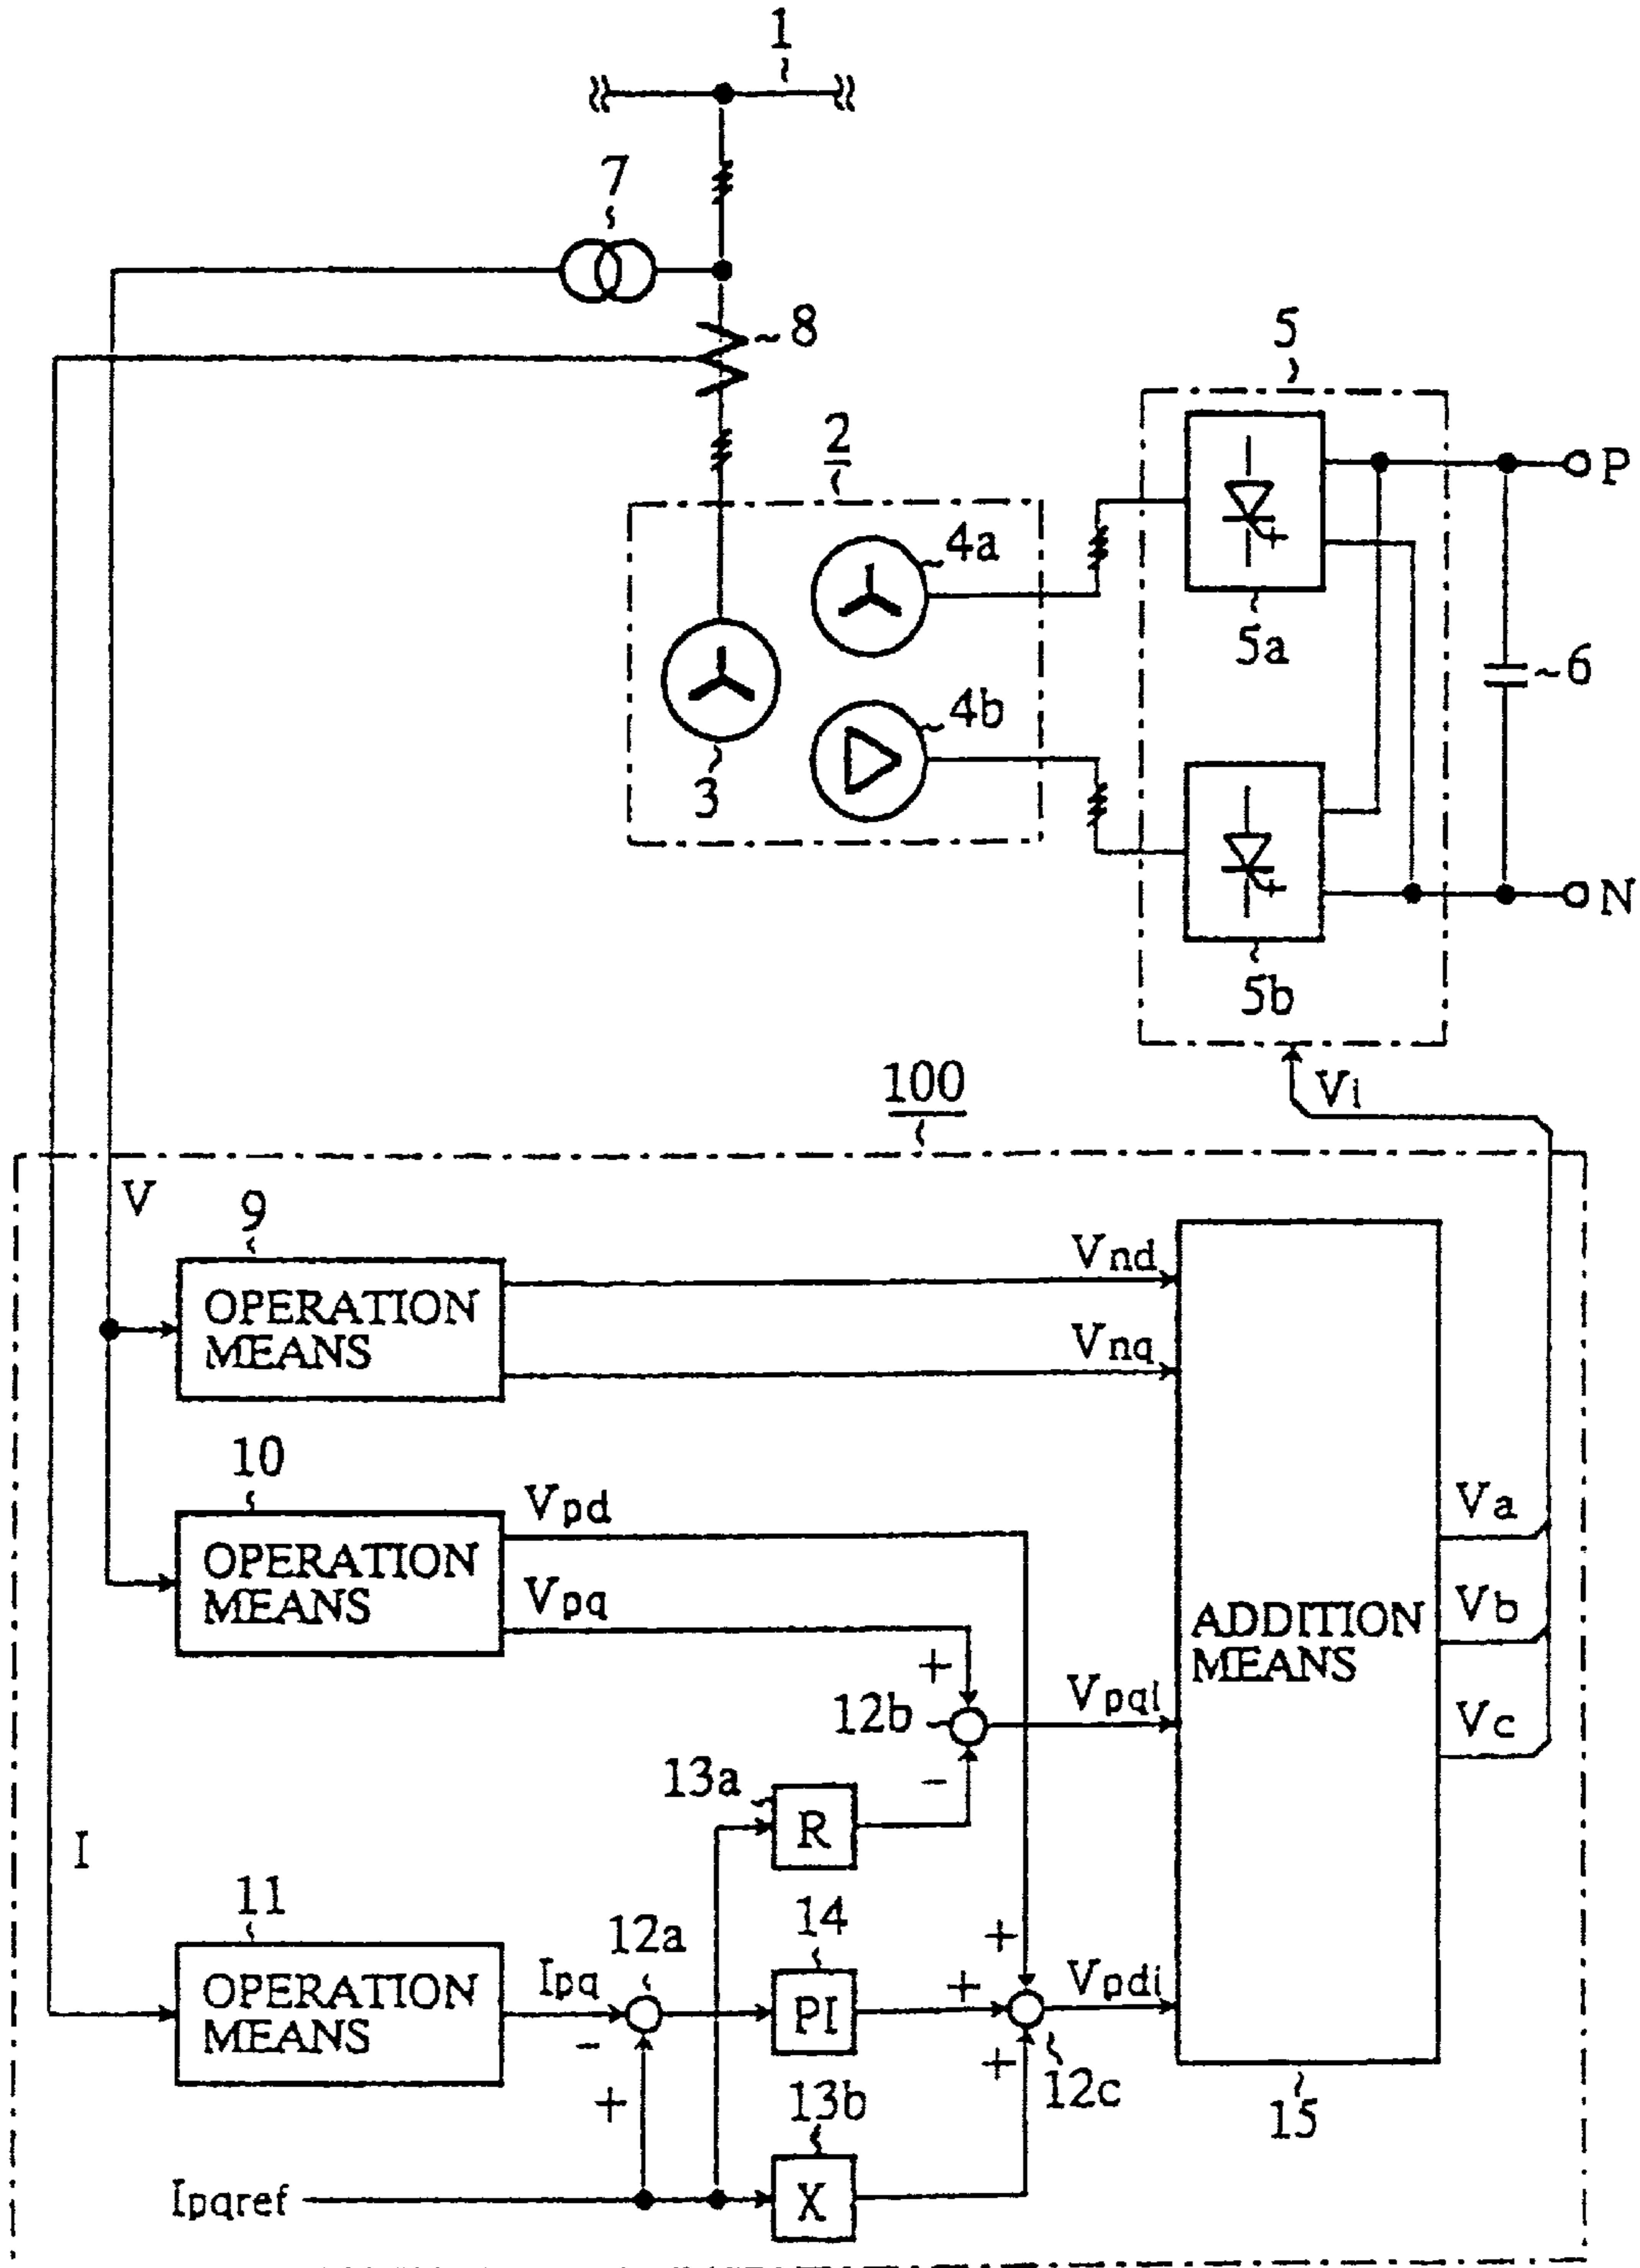 1
7
8
5
2
P
4a
5a
6
4b
3
N
5b
100
Vi
V
9
Vnd
OPERATION
MEANS
Vnq
10
Vpd
Va
OPERATION
MEANS
Vpq
Vb
ADDITION
MEANS
+
12b
Vpqi
Vc
13a
-
R
I
11
12a
14
+
OPERATION
MEANS
Ipq
PI
+
Vpdi
-
+
+
12c
13b
15
Ipqref
X